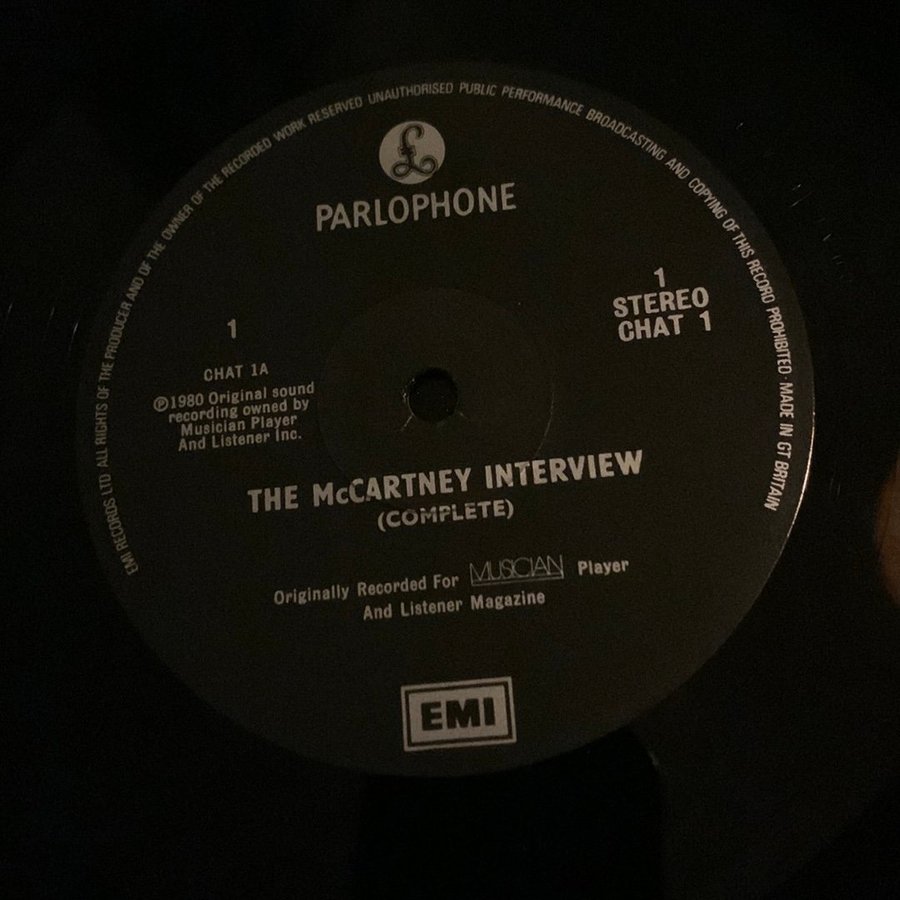 EMI RECORDS LTD ALL RIGHTS OF THE PRODUCER AND OF THE OWNER OF THE RECORDED WORK RESERVED UNAUTHORISED PUBLIC PERFORMANCE BROADCASTING AND COPYING OF THIS RECORD PROHIBITED · MADE IN GT BRITAIN
£
PARLOPHONE
1
STEREO
CHAT 1
1
CHAT 1A
℗1980 Original sound
recording owned by
Musician Player
And Listener Inc.
THE McCARTNEY INTERVIEW
(COMPLETE)
Originally Recorded For MUSICIAN Player
And Listener Magazine
EMI